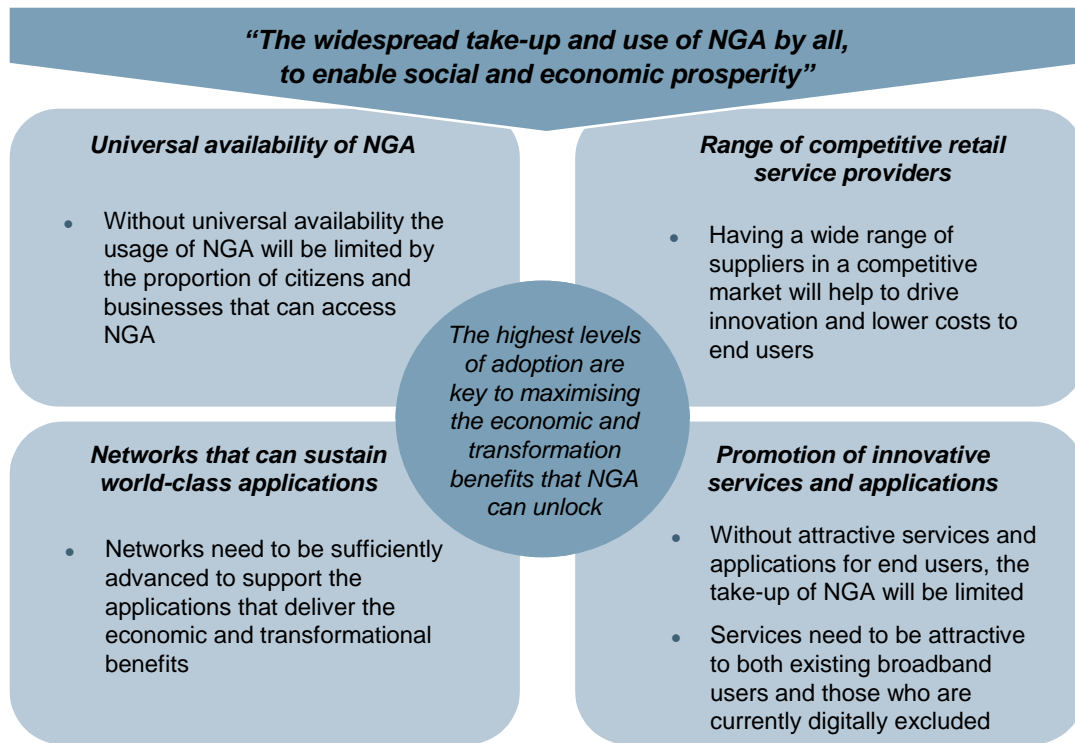 “The widespread take-up and use of NGA by all,
to enable social and economic prosperity”
Universal availability of NGA
• Without universal availability the
usage of NGA will be limited by
the proportion of citizens and
businesses that can access
NGA
Range of competitive retail
service providers
• Having a wide range of
suppliers in a competitive
market will help to drive
innovation and lower costs to
end users
The highest levels
of adoption are
key to maximising
the economic and
transformation
benefits that NGA
can unlock
Networks that can sustain
world-class applications
• Networks need to be sufficiently
advanced to support the
applications that deliver the
economic and transformational
benefits
Promotion of innovative
services and applications
• Without attractive services and
applications for end users, the
take-up of NGA will be limited
• Services need to be attractive
to both existing broadband
users and those who are
currently digitally excluded